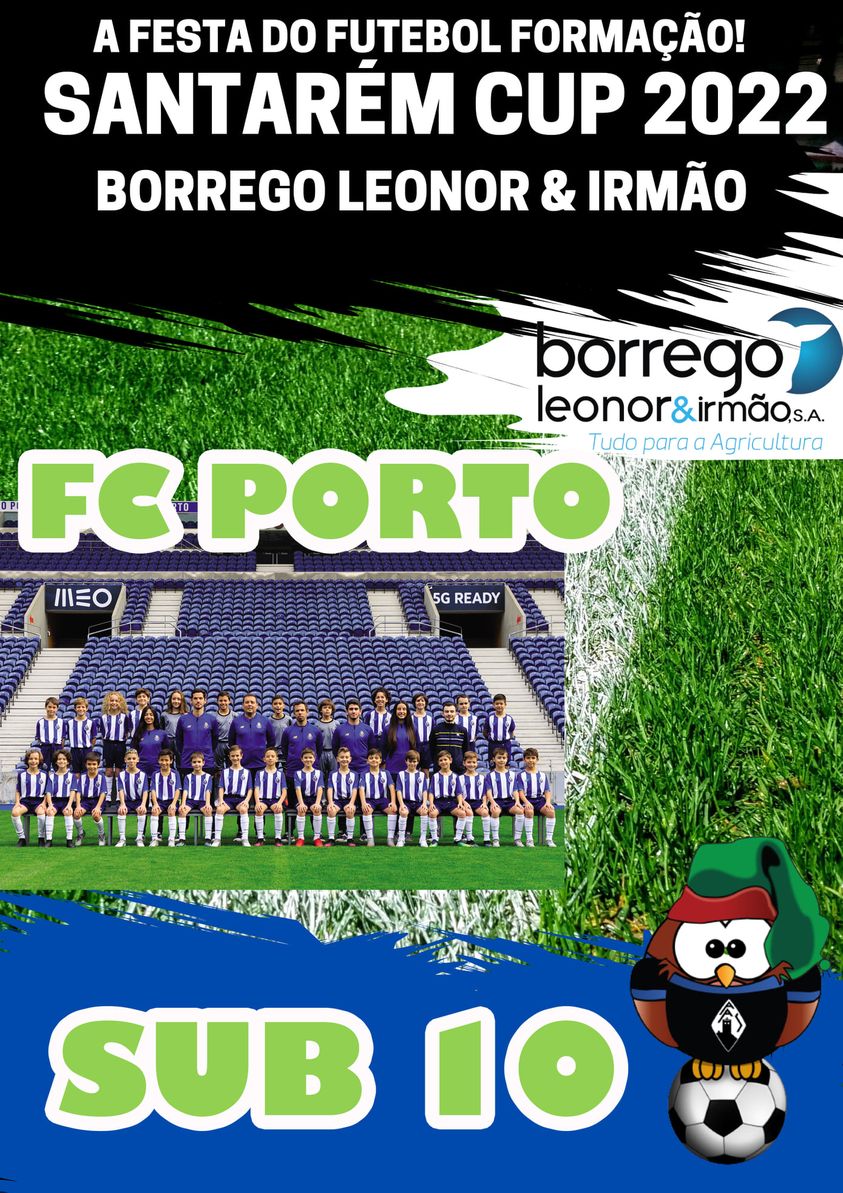 A FESTA DO FUTEBOL FORMAÇÃO!
SANTARÉM CUP 2022
BORREGO LEONOR & IRMÃO
borrego
leonor&irmão,S.A.
Tudo para a Agricultura
FC PORTO
MEO
5G READY
SUB 10